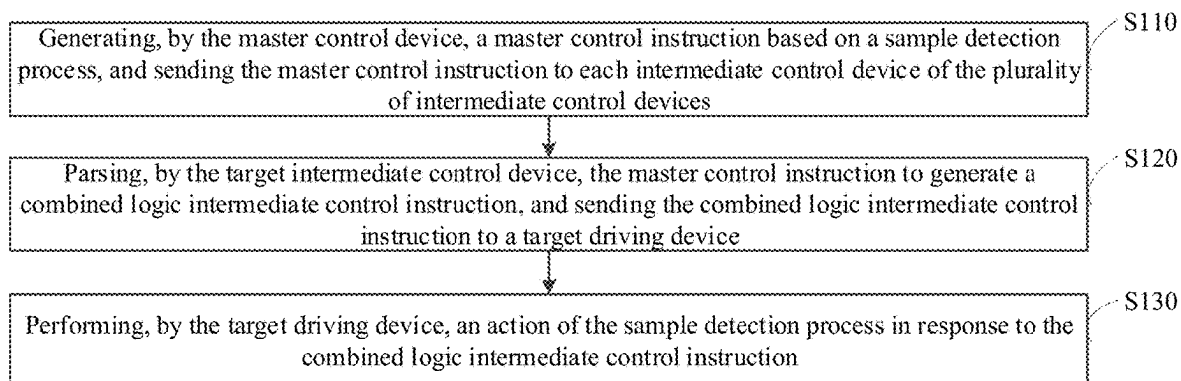 S110
Generating, by the master control device, a master control instruction based on a sample detection
process, and sending the master control instruction to each intermediate control device of the plurality
of intermediate control devices
S120
Parsing, by the target intermediate control device, the master control instruction to generate a
combined logic intermediate control instruction, and sending the combined logic intermediate control
instruction to a target driving device
S130
Performing, by the target driving device, an action of the sample detection process in response to the
combined logic intermediate control instruction